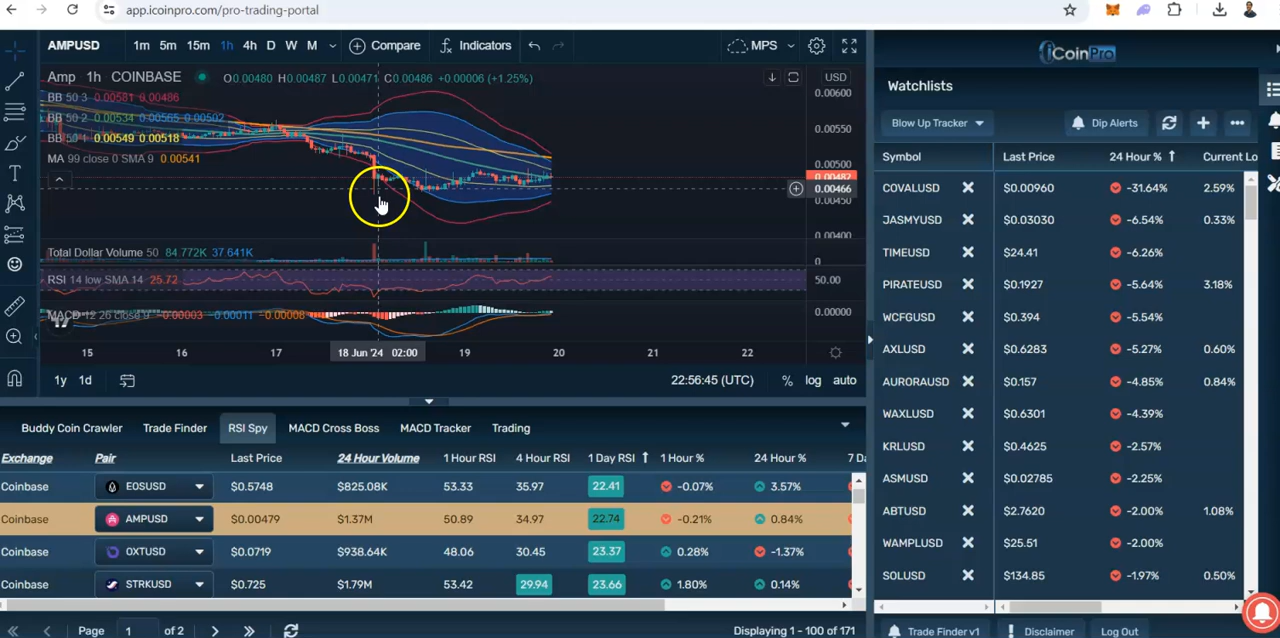 app.icoinpro.com/pro-trading-portal
AMPUSD 1m 5m 15m 1h 4h D W M Compare Indicators MPS
Amp 1h COINBASE O0.00480 H0.00487 L0.00471 C0.00486 +0.00006 (+1.25%) USD
BB 50 3 0.00581 0.00486
BB 50 2 0.00534 0.00565 0.00502
BB 50 1 0.00549 0.00518
MA 99 close 0 SMA 9 0.00541
0.00600
0.00550
0.00500
0.00482
0.00466
0.00450
0.00400
Total Dollar Volume 50 84.772K 37.641K 0
RSI 14 low SMA 14 25.72 50.00
MACD 12 26 close 9 −0.00003 −0.00011 −0.00008 0.00000
15 16 17 18 Jun '24 02:00 19 20 21 22
1y 1d 22:56:45 (UTC) % log auto
Buddy Coin Crawler Trade Finder RSI Spy MACD Cross Boss MACD Tracker Trading
Exchange Pair Last Price 24 Hour Volume 1 Hour RSI 4 Hour RSI 1 Day RSI 1 Hour % 24 Hour % 7 Da
Coinbase EOSUSD $0.5748 $825.08K 53.33 35.97 22.41 -0.07% 3.57%
Coinbase AMPUSD $0.00479 $1.37M 50.89 34.97 22.74 -0.21% 0.84%
Coinbase OXTUSD $0.0719 $938.64K 48.06 30.45 23.37 0.28% -1.37%
Coinbase STRKUSD $0.725 $1.79M 53.42 29.94 23.66 1.80% 0.14%
Page 1 of 2 Displaying 1 - 100 of 171
iCoinPro
Watchlists
Blow Up Tracker Dip Alerts
Symbol Last Price 24 Hour % Current Lo
COVALUSD $0.00960 -31.64% 2.59%
JASMYUSD $0.03030 -6.54% 0.33%
TIMEUSD $24.41 -6.26%
PIRATEUSD $0.1927 -5.64% 3.18%
WCFGUSD $0.394 -5.54%
AXLUSD $0.6283 -5.27% 0.60%
AURORAUSD $0.157 -4.85% 0.84%
WAXLUSD $0.6301 -4.39%
KRLUSD $0.4625 -2.57%
ASMUSD $0.02785 -2.25%
ABTUSD $2.7620 -2.00% 1.08%
WAMPLUSD $25.51 -2.00%
SOLUSD $134.85 -1.97% 0.50%
Trade Finder v1 Disclaimer Log Out